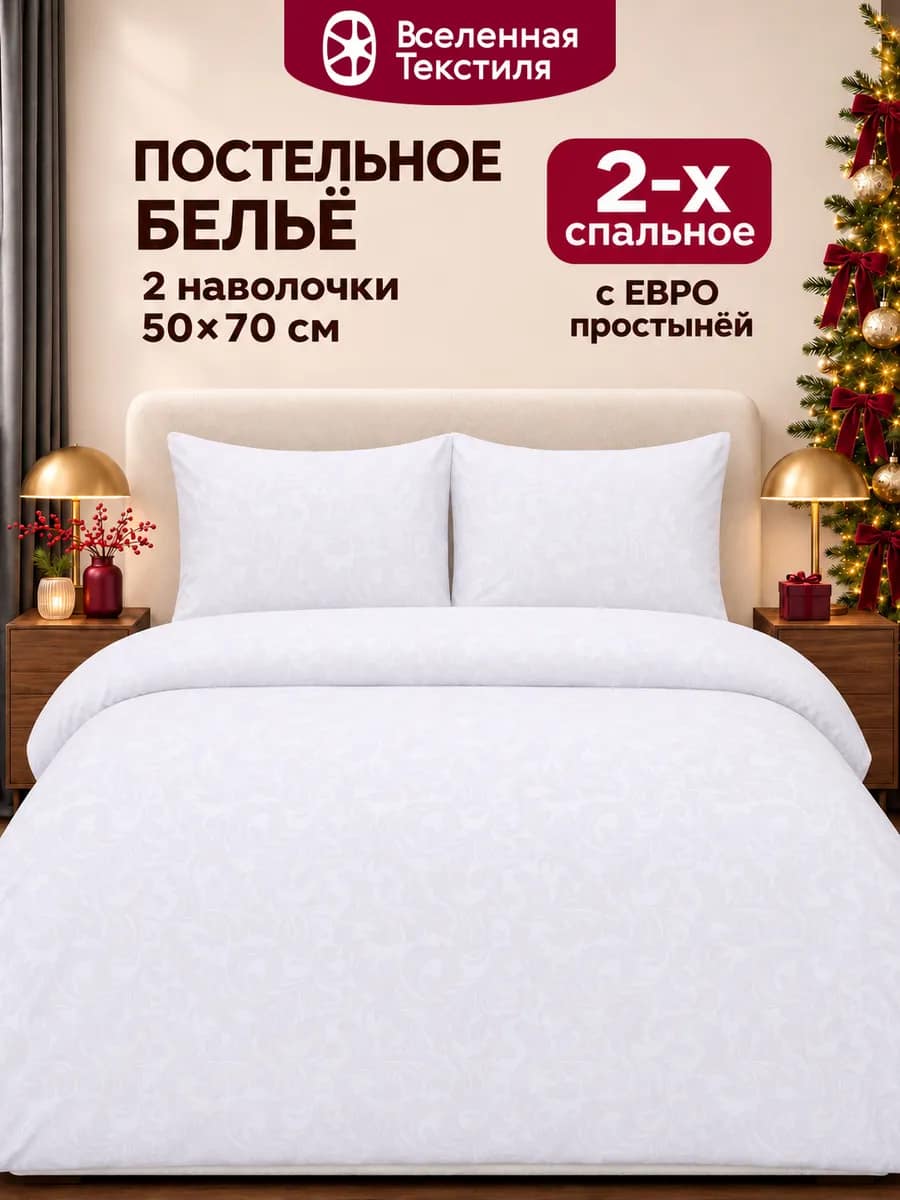 Вселенная
Текстиля
ПОСТЕЛЬНОЕ
БЕЛЬЁ
2 наволочки
50×70 см
2-х
спальное
с ЕВРО
простынёй